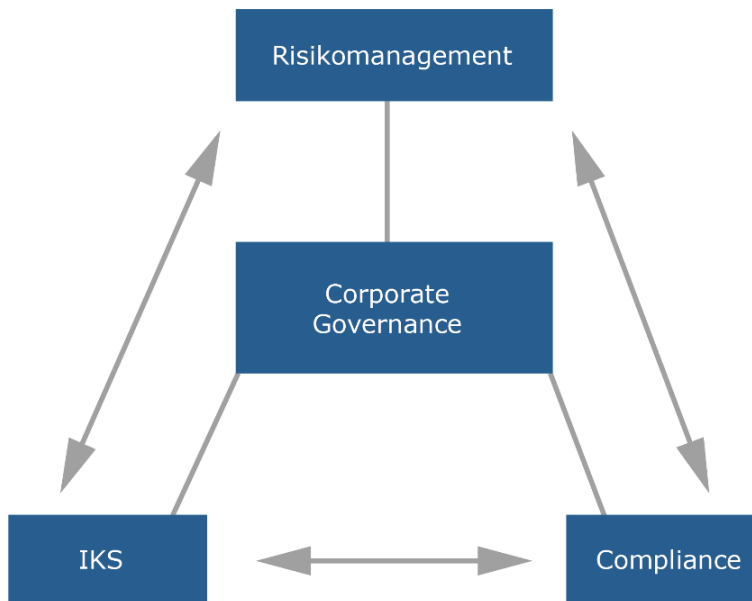 Risikomanagement
Corporate
Governance
IKS
Compliance